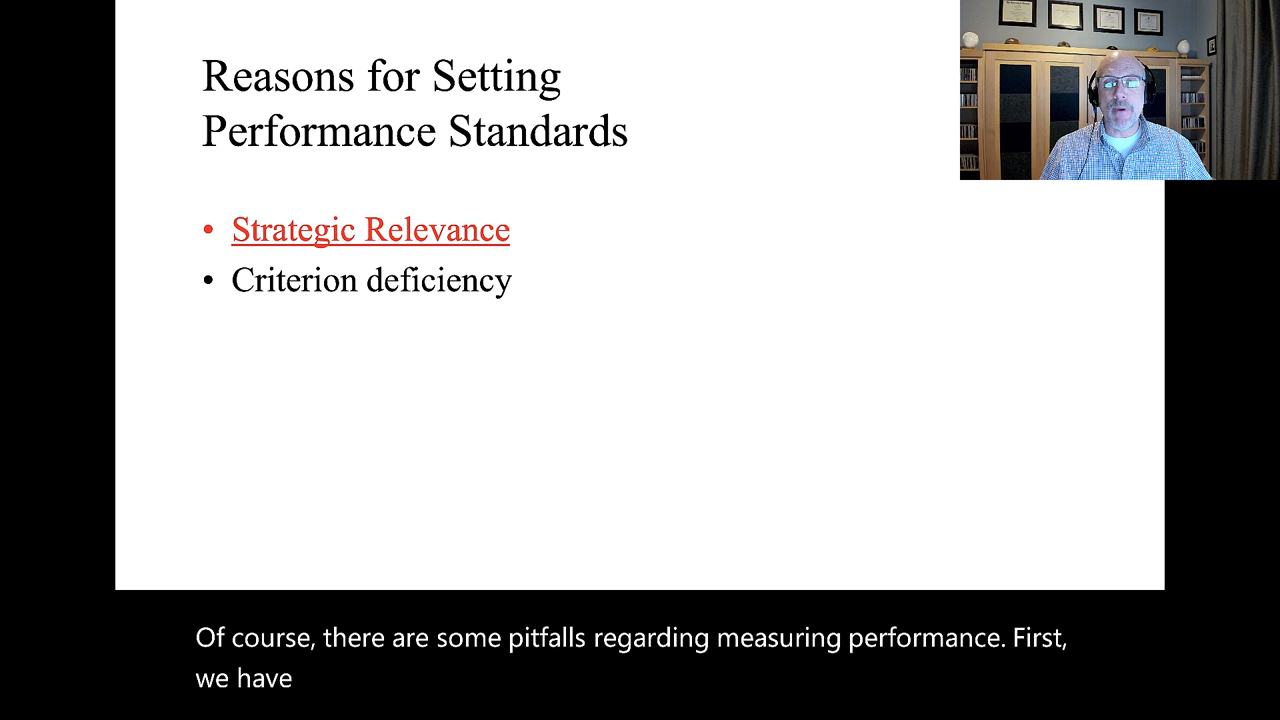 Reasons for Setting
Performance Standards
• Strategic Relevance
• Criterion deficiency
Of course, there are some pitfalls regarding measuring performance. First,
we have